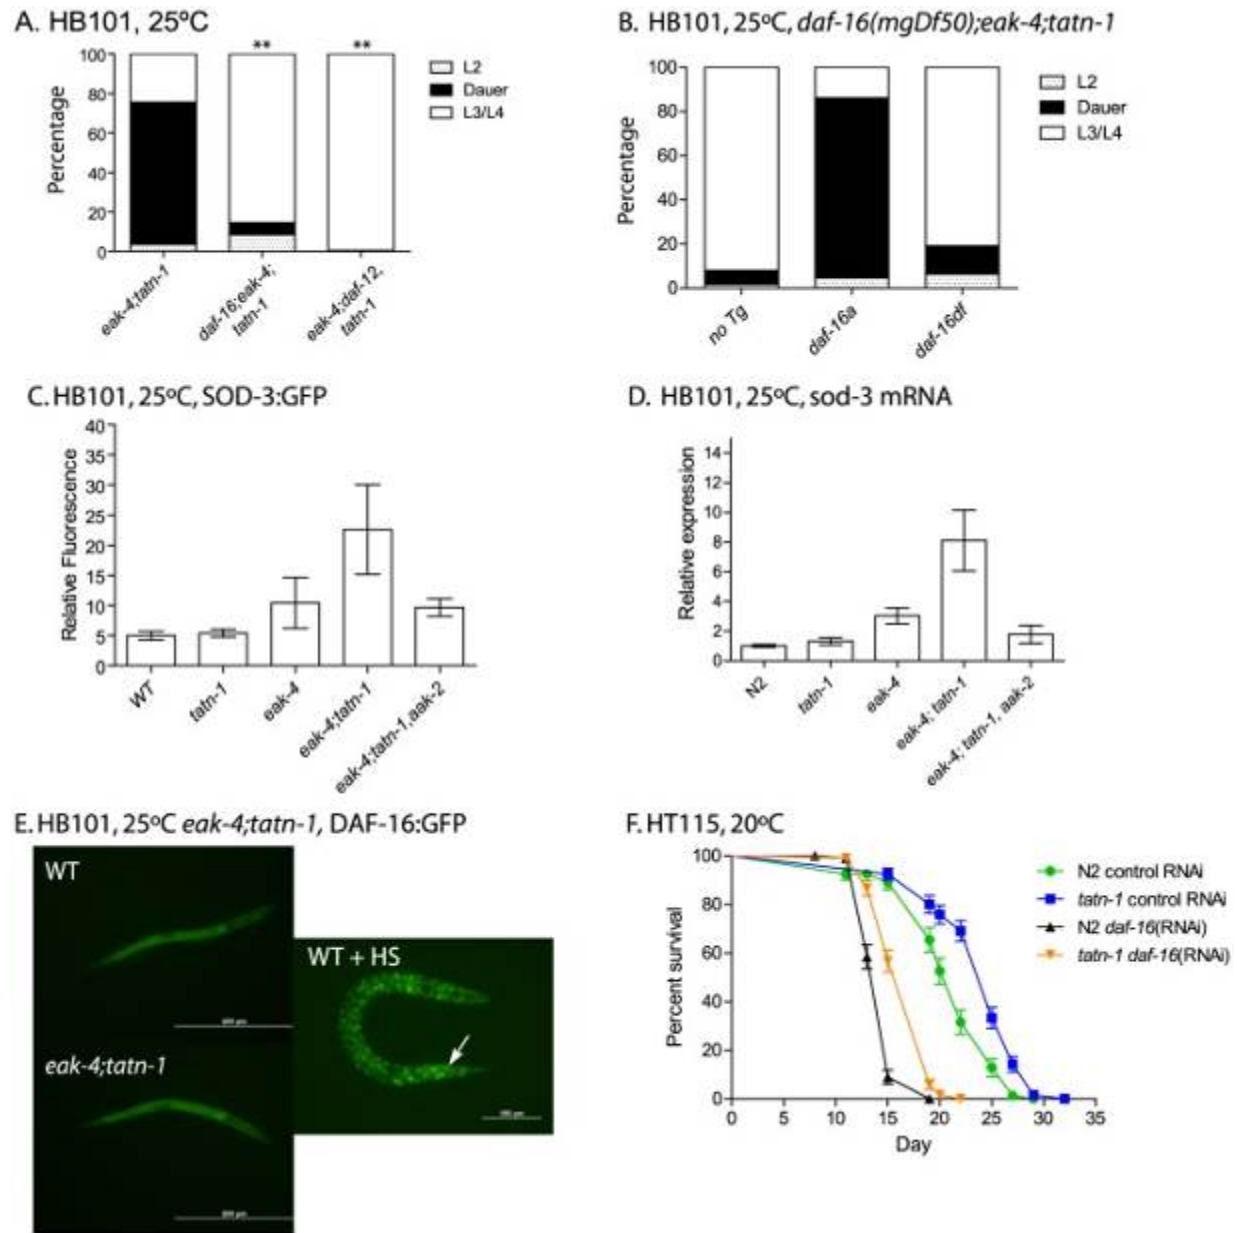 A. HB101, 25ºC
100
80
60
40
20
0
Percentage
**
**
L2
Dauer
L3/L4
eak-4;tatn-1
daf-16;eak-4;
tatn-1
eak-4;daf-12,
tatn-1
B. HB101, 25ºC, daf-16(mgDf50);eak-4;tatn-1
100
80
60
40
20
0
Percentage
L2
Dauer
L3/L4
no Tg
daf-16a
daf-16df
C. HB101, 25ºC, SOD-3:GFP
40
35
30
25
20
15
10
5
0
Relative Fluorescence
WT
tatn-1
eak-4
eak-4;tatn-1
eak-4;tatn-1,aak-2
D. HB101, 25ºC, sod-3 mRNA
14
12
10
8
6
4
2
0
Relative expression
N2
tatn-1
eak-4
eak-4; tatn-1
eak-4; tatn-1, aak-2
E. HB101, 25ºC eak-4;tatn-1, DAF-16:GFP
WT
WT + HS
eak-4;tatn-1
F. HT115, 20ºC
100
80
60
40
20
0
Percent survival
0 5 10 15 20 25 30 35
Day
N2 control RNAi
tatn-1 control RNAi
N2 daf-16(RNAi)
tatn-1 daf-16(RNAi)